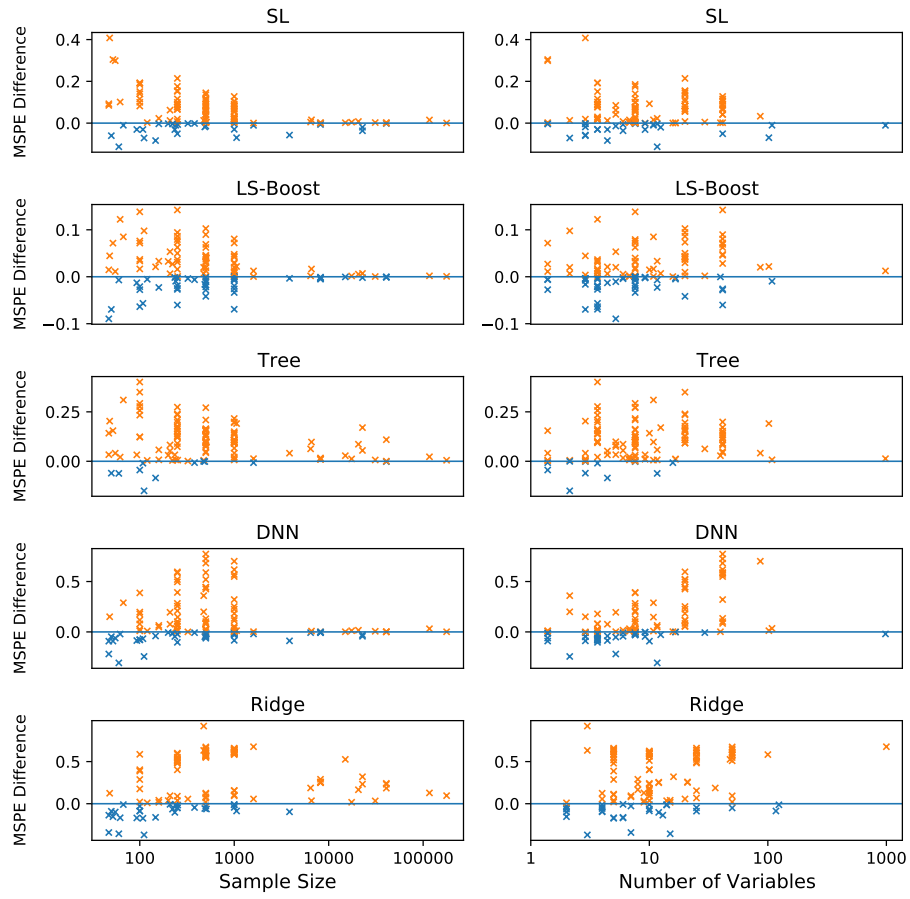 SL
SL
MSPE Difference
0.4
0.2
0.0
0.4
0.2
0.0
LS-Boost
LS-Boost
MSPE Difference
0.1
0.0
−0.1
0.1
0.0
−0.1
Tree
Tree
MSPE Difference
0.25
0.00
0.25
0.00
DNN
DNN
MSPE Difference
0.5
0.0
0.5
0.0
Ridge
Ridge
MSPE Difference
0.5
0.0
0.5
0.0
100
1000
10000
100000
1
10
100
1000
Sample Size
Number of Variables